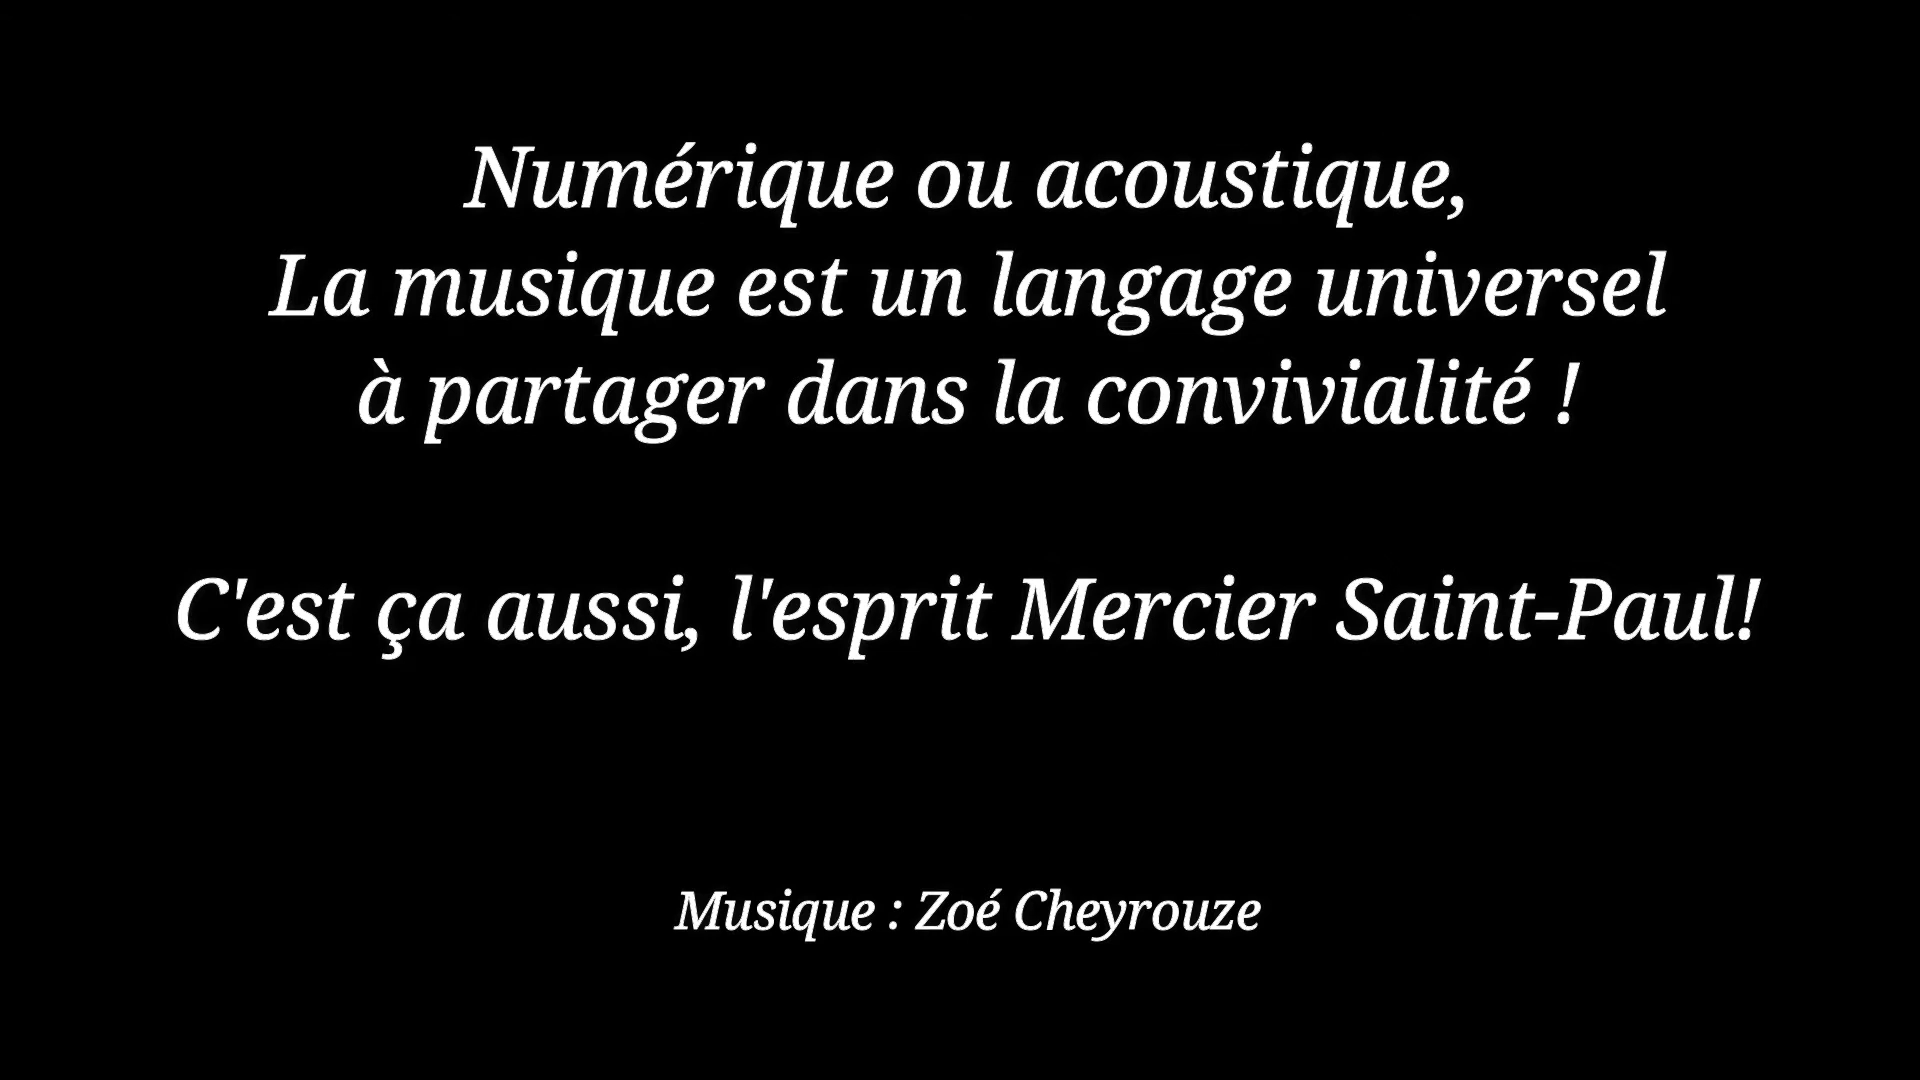 Numérique ou acoustique,
La musique est un langage universel
à partager dans la convivialité !
C'est ça aussi, l'esprit Mercier Saint-Paul!
Musique : Zoé Cheyrouze